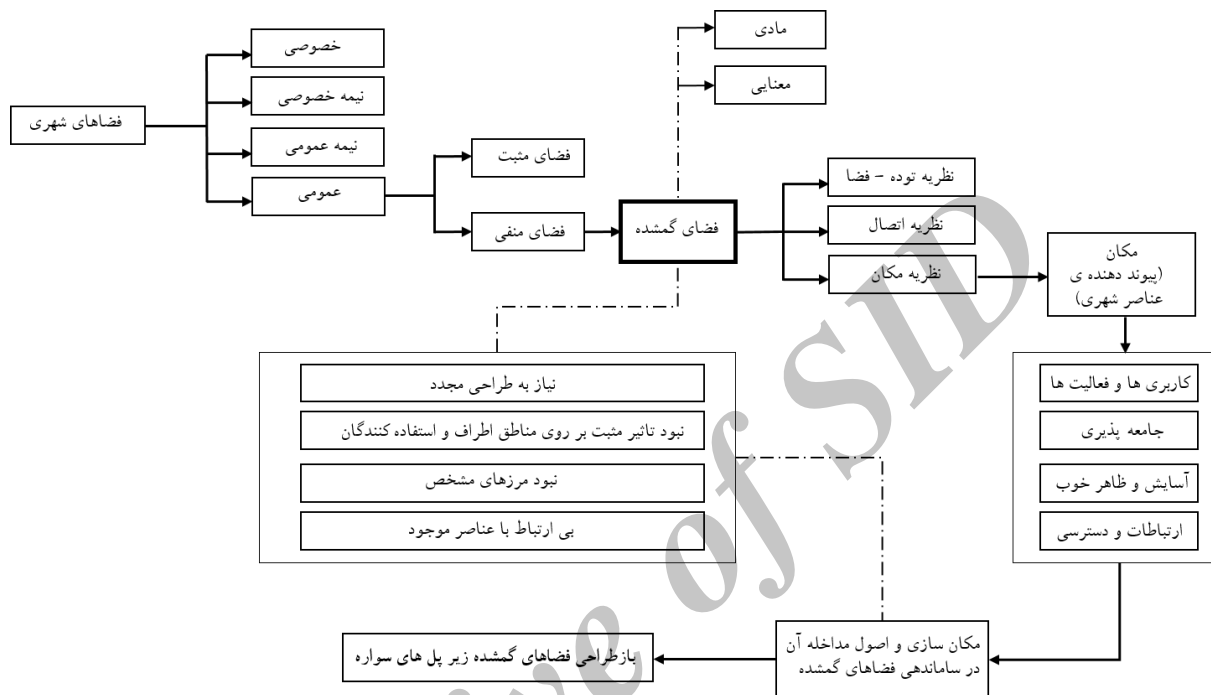 مادی
معنایی
خصوصی
نیمه خصوصی
فضاهای شهری
نیمه عمومی
عمومی
فضای مثبت
فضای منفی
فضای گمشده
نظریه توده - فضا
نظریه اتصال
نظریه مکان
مکان
(پیوند دهنده ی
عناصر شهری)
کاربری ها و فعالیت ها
جامعه پذیری
آسایش و ظاهر خوب
ارتباطات و دسترسی
نیاز به طراحی مجدد
نبود تاثیر مثبت بر روی مناطق اطراف و استفاده کنندگان
نبود مرزهای مشخص
بی ارتباط با عناصر موجود
مکان سازی و اصول مداخله آن
در ساماندهی فضاهای گمشده
بازطراحی فضاهای گمشده زیر پل های سواره
ive of SID